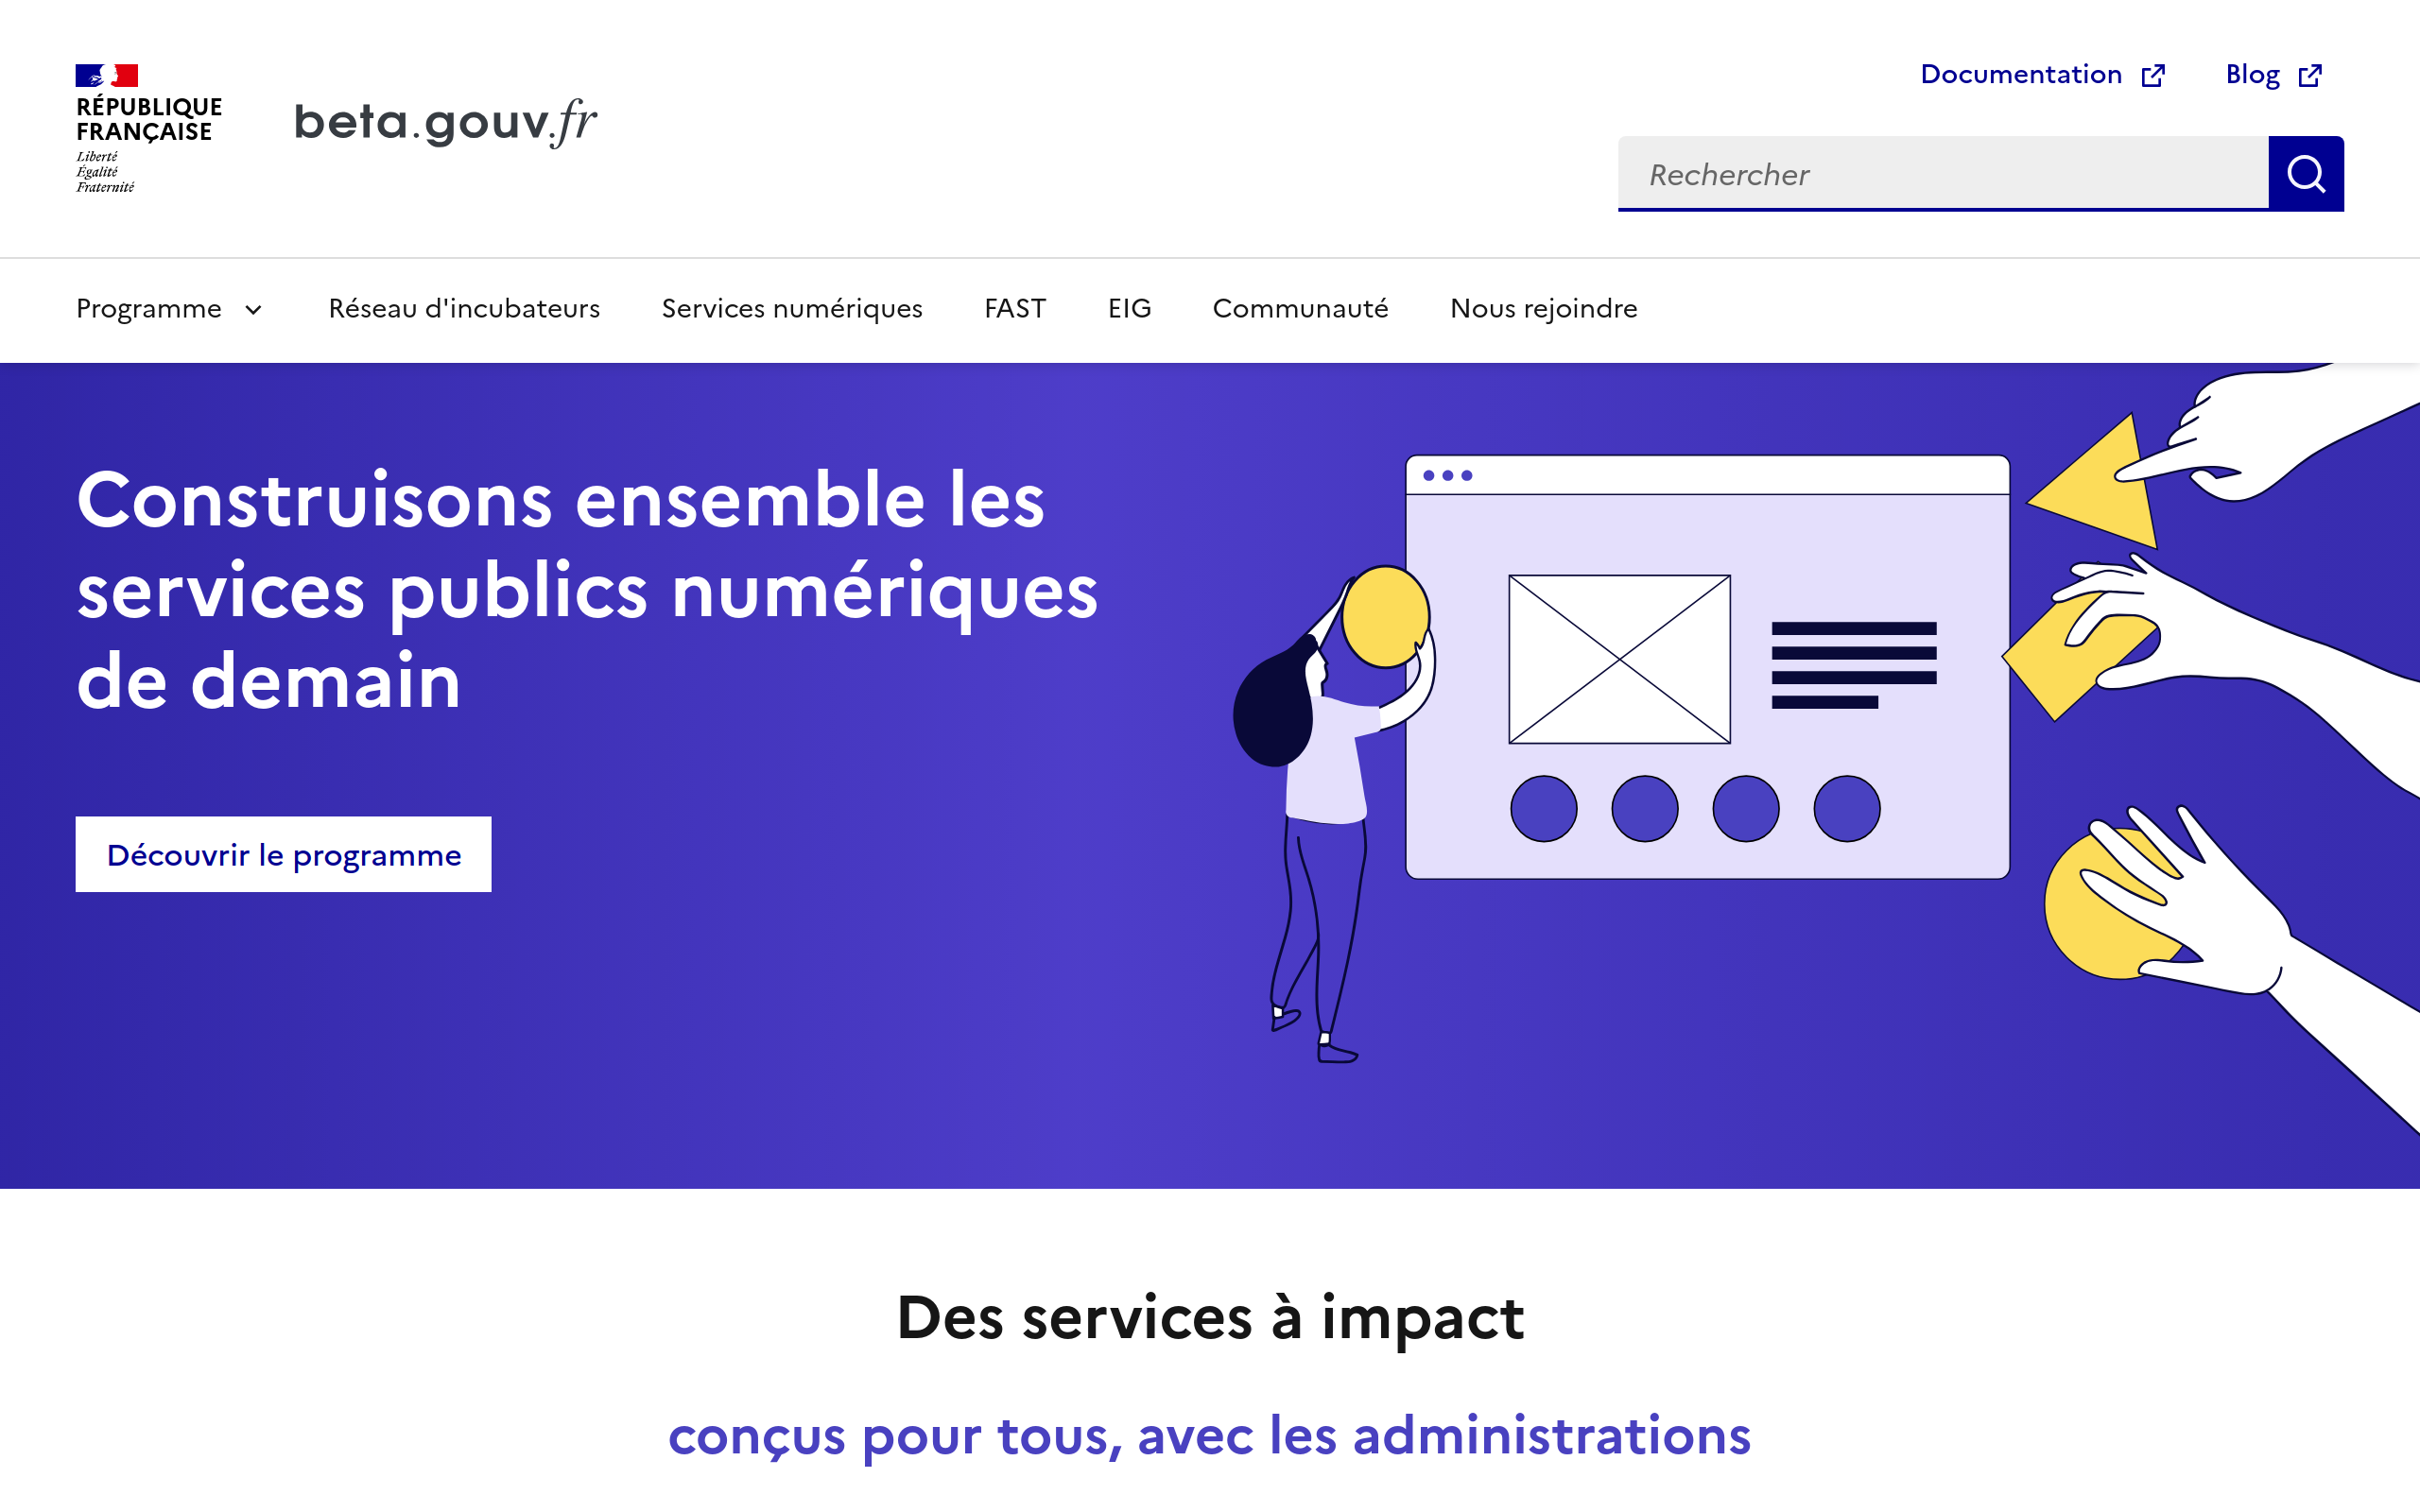 RÉPUBLIQUE
FRANÇAISE
Liberté
Égalité
Fraternité
beta.gouv.fr
Documentation
Blog
Rechercher
Programme
Réseau d'incubateurs
Services numériques
FAST
EIG
Communauté
Nous rejoindre
Construisons ensemble les
services publics numériques
de demain
Découvrir le programme
Des services à impact
conçus pour tous, avec les administrations